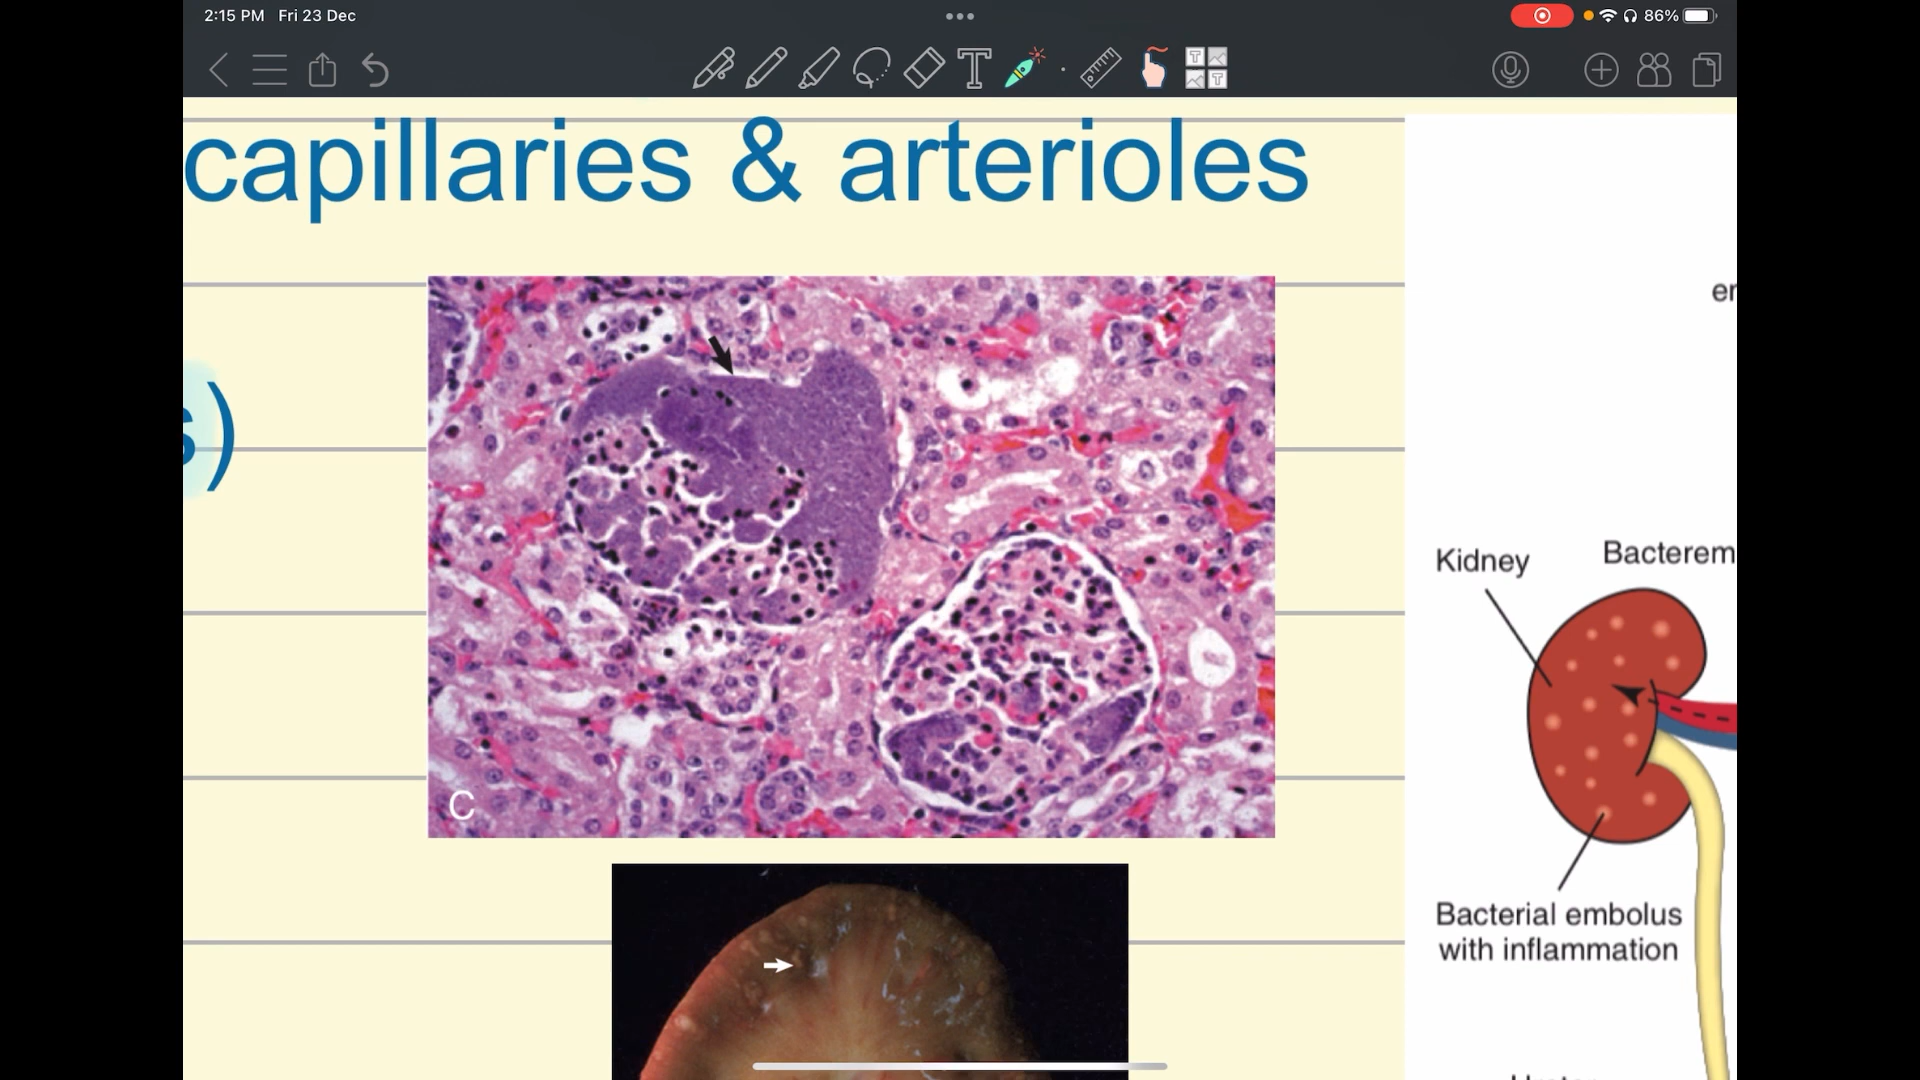 2:15 PM Fri 23 Dec
86%
capillaries & arterioles
s)
C
er
Kidney
Bacterem
Bacterial embolus
with inflammation